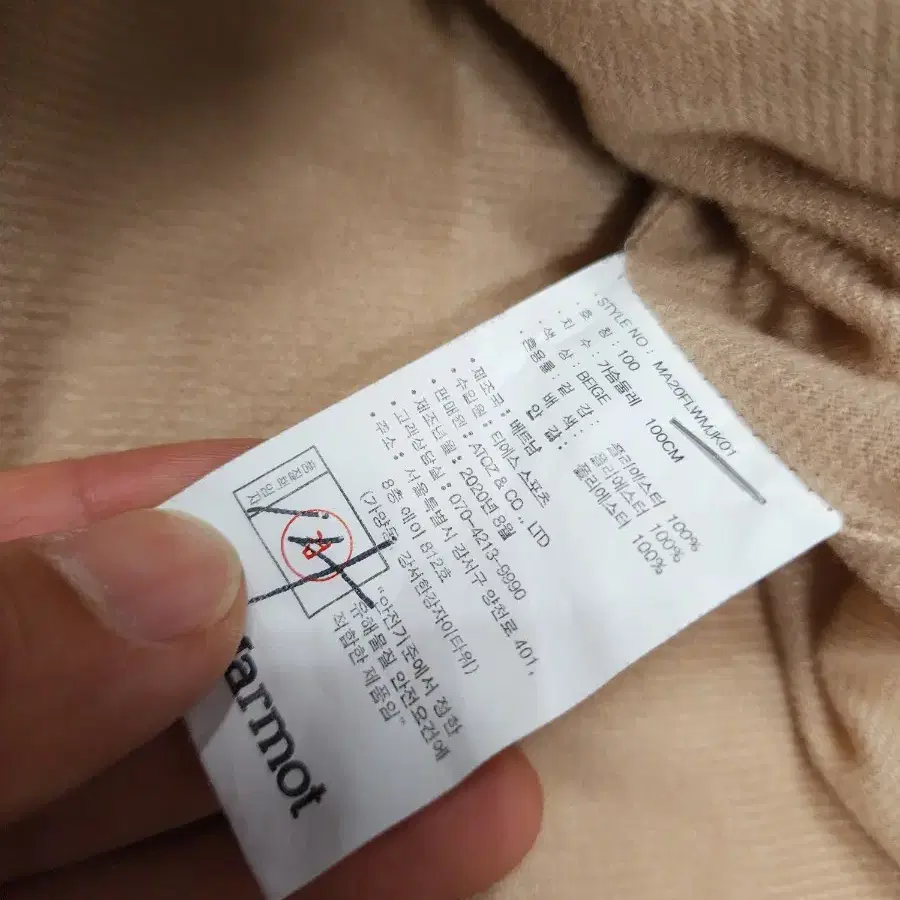 · STYLE NO : MA20FLWMJK01
· 호 칭 : 100
· 치 수 : 가슴둘레 100CM
· 색 상 : BEIGE
· 혼용률 : 겉 감 : 폴리에스터 100%
배 색 : 폴리에스터 100%
안 감 : 폴리에스터 100%
· 제조국 : 베트남
· 수입원 : 티에스 스포츠
· 판매원 : ATOZ & CO., LTD
· 제조년월 : 2020년 8월
· 고객상담실 : 070-4213-9990
· 주소 : 서울특별시 강서구 양천로 401,
8층 에이 812호
(가양동, 강서한강자이타워)
"안전기준에서 정한
유해물질 안전요건에
적합한 제품임"
품질책임
armot